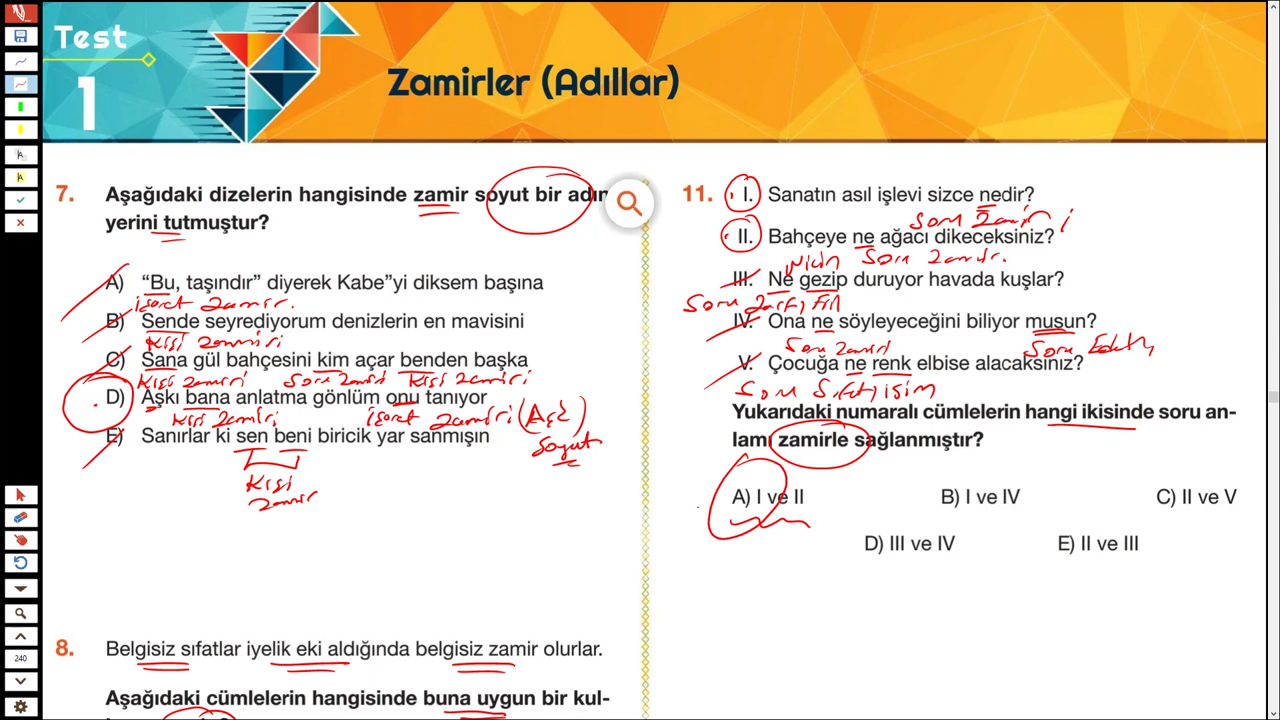 Test
1
Zamirler (Adıllar)
7. Aşağıdaki dizelerin hangisinde zamir soyut bir adın
yerini tutmuştur?
A) “Bu, taşındır” diyerek Kabe”yi diksem başına
işaret zamiri.
B) Sende seyrediyorum denizlerin en mavisini
Kişi zamiri
C) Sana gül bahçesini kim açar benden başka
Kişi zamiri Soru zamiri Kişi zamiri
D) Aşkı bana anlatma gönlüm onu tanıyor
Kişi zamiri işaret zamiri (Aşk)
E) Sanırlar ki sen beni biricik yar sanmışın
soyut
Kişi
zamir
8. Belgisiz sıfatlar iyelik eki aldığında belgisiz zamir olurlar.
Aşağıdaki cümlelerin hangisinde buna uygun bir kul-
11. I. Sanatın asıl işlevi sizce nedir?
Soru zamiri
II. Bahçeye ne ağacı dikeceksiniz?
Niçin Soru zamiri.
III. Ne gezip duruyor havada kuşlar?
Soru zarfı Fiil
IV. Ona ne söyleyeceğini biliyor musun?
Soru zamiri Soru Edatı
V. Çocuğa ne renk elbise alacaksınız?
Soru Sıfatı isim
Yukarıdaki numaralı cümlelerin hangi ikisinde soru an-
lamı zamirle sağlanmıştır?
A) I ve II B) I ve IV C) II ve V
D) III ve IV E) II ve III
240